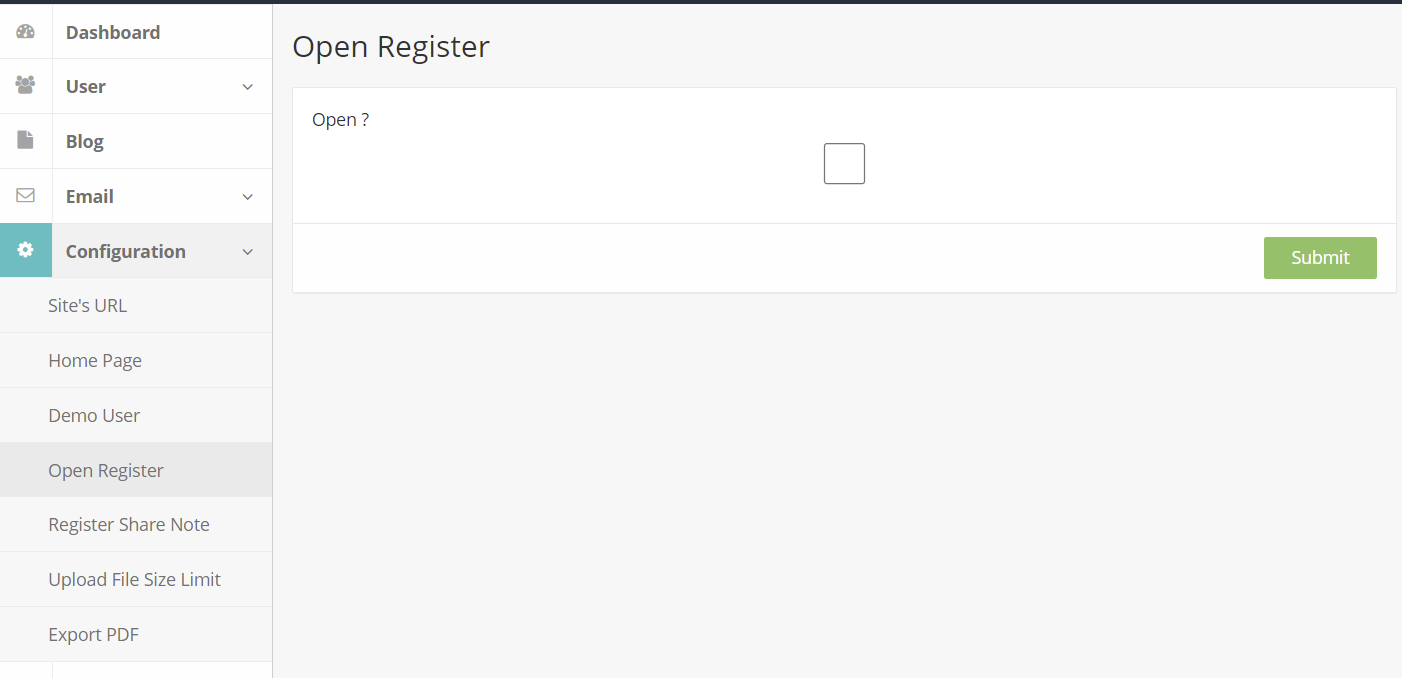 Dashboard
User
Blog
Email
Configuration
Site's URL
Home Page
Demo User
Open Register
Register Share Note
Upload File Size Limit
Export PDF
Open Register
Open ?
Submit